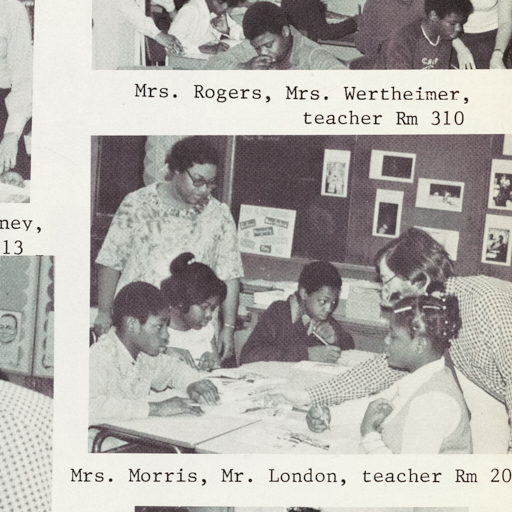 Mrs. Rogers, Mrs. Wertheimer,
teacher Rm 310
ney,
13
Mrs. Morris, Mr. London, teacher Rm 20